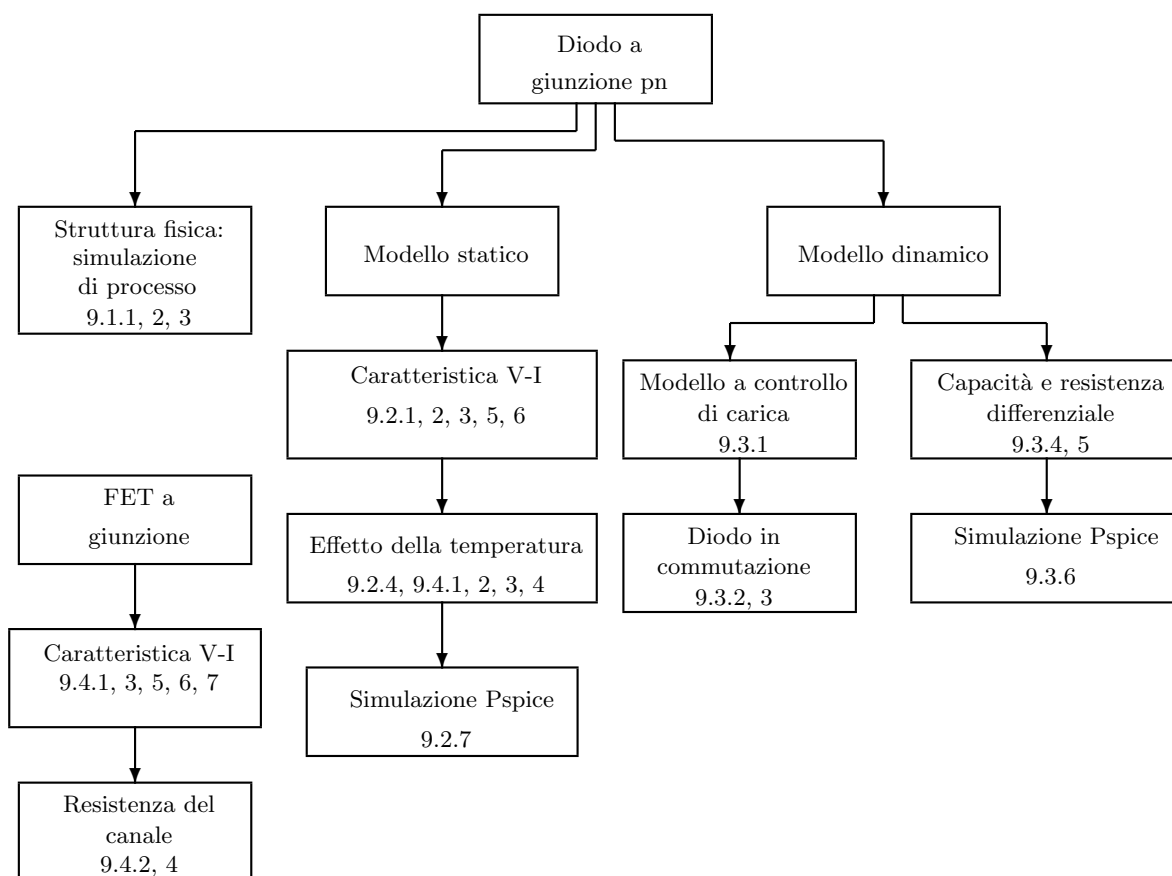 Diodo a
giunzione pn
Struttura fisica:
simulazione
di processo
9.1.1, 2, 3
Modello statico
Modello dinamico
Caratteristica V-I
9.2.1, 2, 3, 5, 6
Modello a controllo
di carica
9.3.1
Capacità e resistenza
differenziale
9.3.4, 5
FET a
giunzione
Effetto della temperatura
9.2.4, 9.4.1, 2, 3, 4
Diodo in
commutazione
9.3.2, 3
Simulazione Pspice
9.3.6
Caratteristica V-I
9.4.1, 3, 5, 6, 7
Simulazione Pspice
9.2.7
Resistenza del
canale
9.4.2, 4